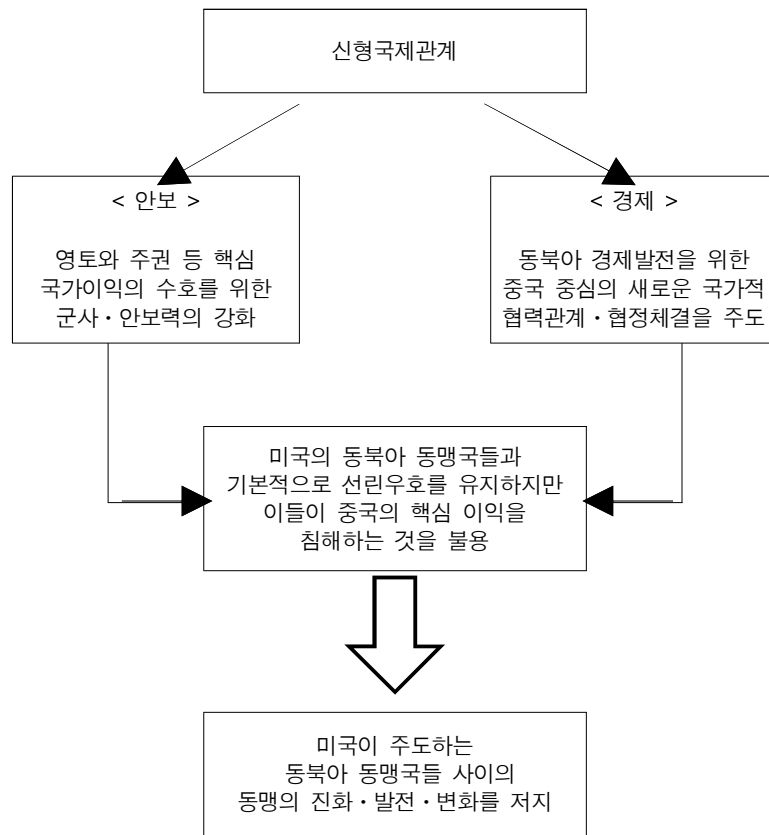 신형국제관계
< 안보 >
영토와 주권 등 핵심
국가이익의 수호를 위한
군사・안보력의 강화
< 경제 >
동북아 경제발전을 위한
중국 중심의 새로운 국가적
협력관계・협정체결을 주도
미국의 동북아 동맹국들과
기본적으로 선린우호를 유지하지만
이들이 중국의 핵심 이익을
침해하는 것을 불용
미국이 주도하는
동북아 동맹국들 사이의
동맹의 진화・발전・변화를 저지